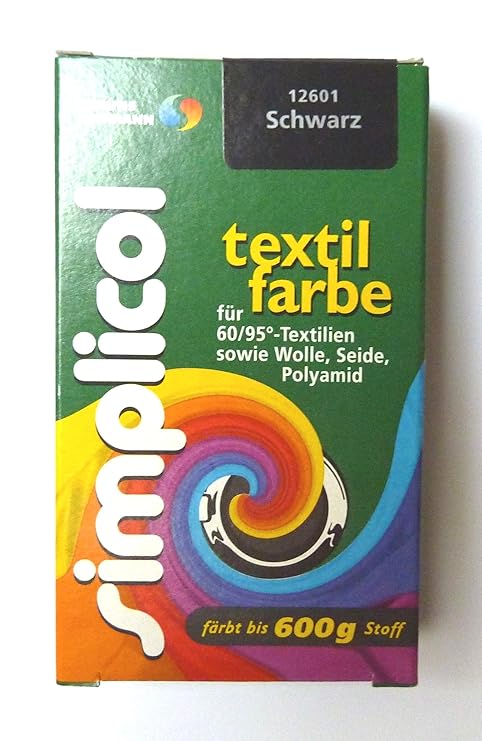 12601
Schwarz
simplicol
textil
farbe
für
60/95°-Textilien
sowie Wolle, Seide,
Polyamid
färbt bis 600g Stoff